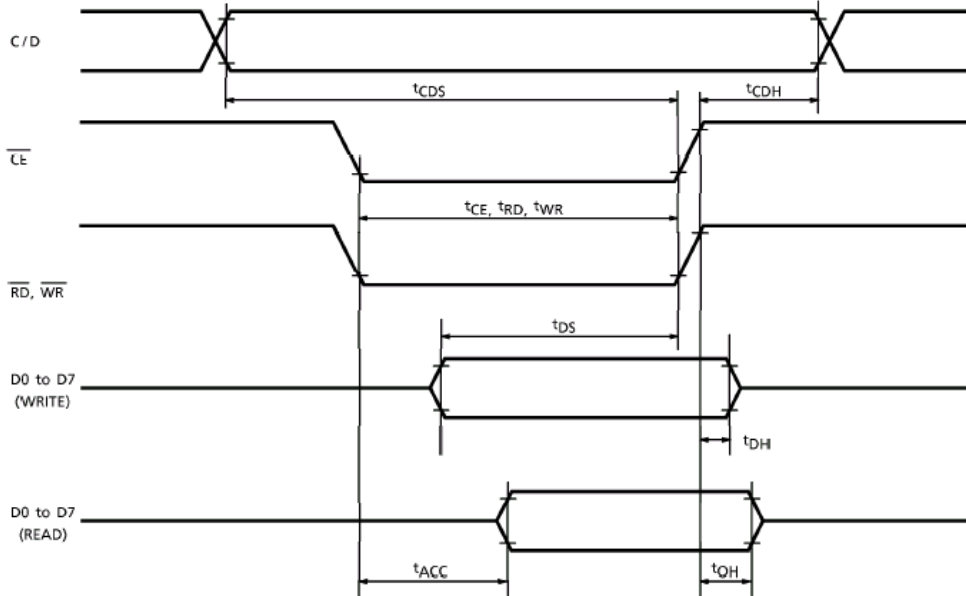 C/D
tCDS
tCDH
CE
tCE, tRD, tWR
RD, WR
tDS
D0 to D7
(WRITE)
tDH
D0 to D7
(READ)
tACC
tOH